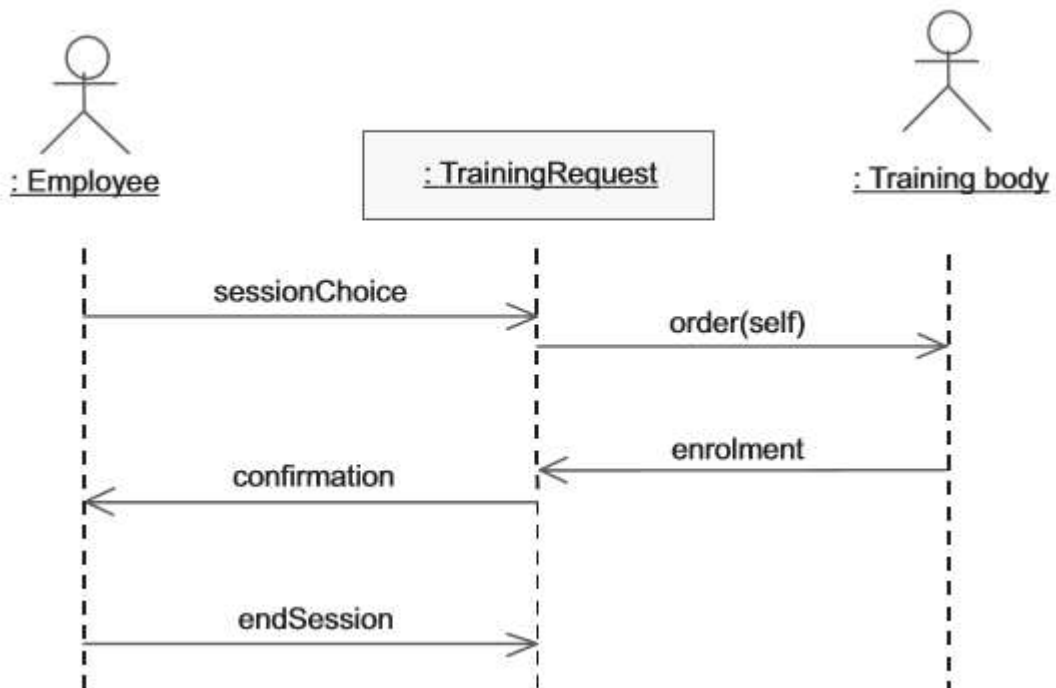 : Employee
: TrainingRequest
: Training body
sessionChoice
order(self)
enrolment
confirmation
endSession